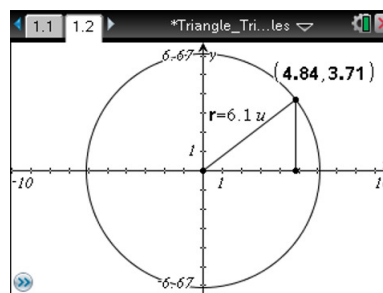 1.1 1.2 *Triangle_Tri...les
6.67 y
(4.84,3.71)
r=6.1 u
1
-10 1 1
-6.67